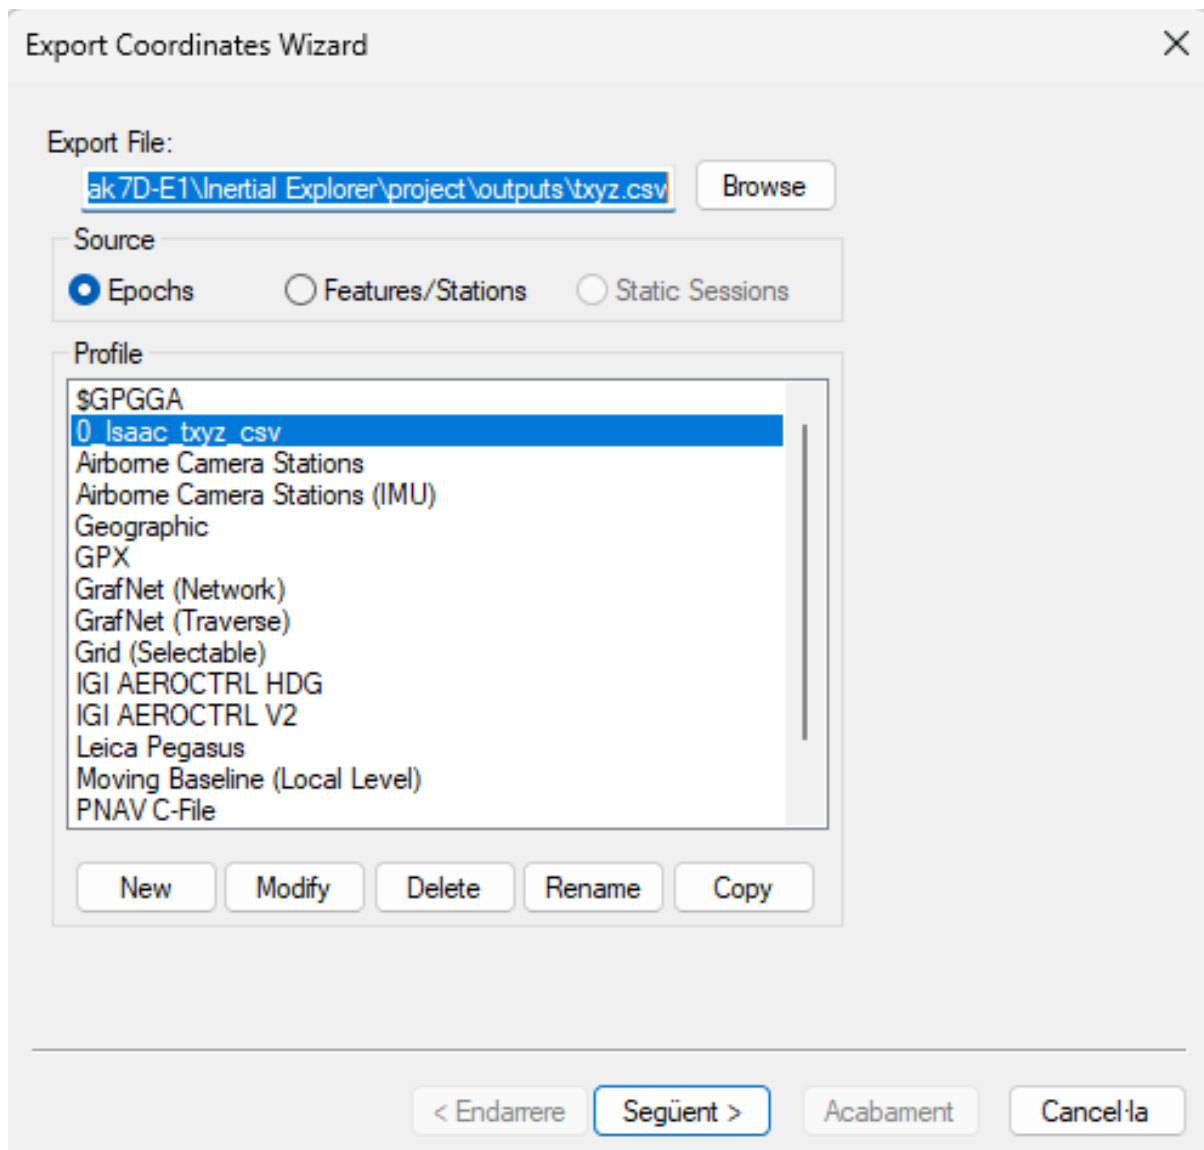 Export Coordinates Wizard
Export File:
ak7D-E1\Inertial Explorer\project\outputs\txyz.csv Browse
Source
Epochs Features/Stations Static Sessions
Profile
$GPGGA
0_Isaac_txyz_csv
Airborne Camera Stations
Airborne Camera Stations (IMU)
Geographic
GPX
GrafNet (Network)
GrafNet (Traverse)
Grid (Selectable)
IGI AEROCTRL HDG
IGI AEROCTRL V2
Leica Pegasus
Moving Baseline (Local Level)
PNAV C-File
New Modify Delete Rename Copy
< Endarrere Següent > Acabament Cancel·la